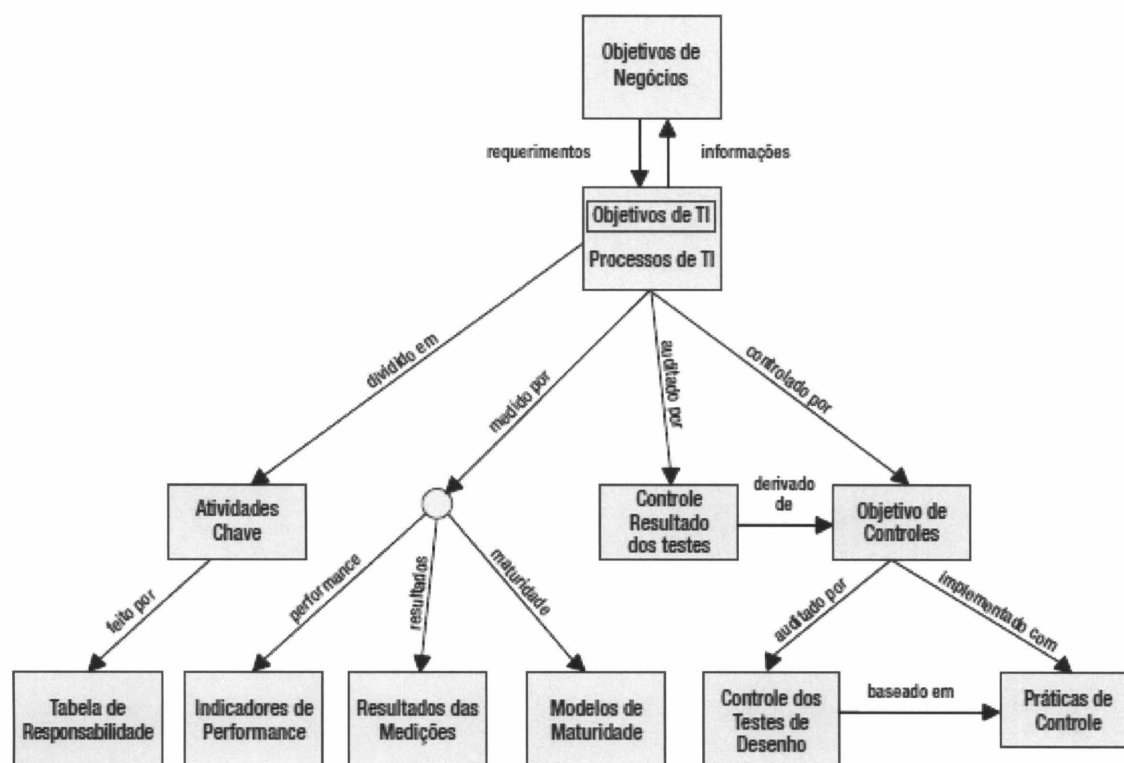 Objetivos de
Negócios
requerimentos
informações
Objetivos de TI
Processos de TI
dividido em
medido por
auditado por
controlado por
Atividades
Chave
Controle
Resultado
dos testes
derivado
de
Objetivo de
Controles
feito por
performance
resultados
maturidade
auditado por
implementado com
Tabela de
Responsabilidade
Indicadores de
Performance
Resultados das
Medições
Modelos de
Maturidade
Controle dos
Testes de
Desenho
baseado em
Práticas de
Controle